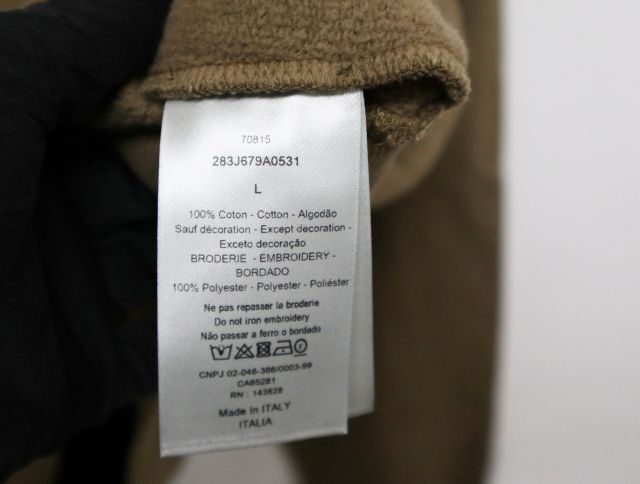 70815
283J679A0531
L
100% Coton - Cotton - Algodão
Sauf décoration - Except decoration -
Exceto decoração
BRODERIE - EMBROIDERY -
BORDADO
100% Polyester - Polyester - Poliéster
Ne pas repasser la broderie
Do not iron embroidery
Não passar a ferro o bordado
CNPJ 02-046-366/0003-99
CA65281
RN : 143628
Made In ITALY
ITALIA